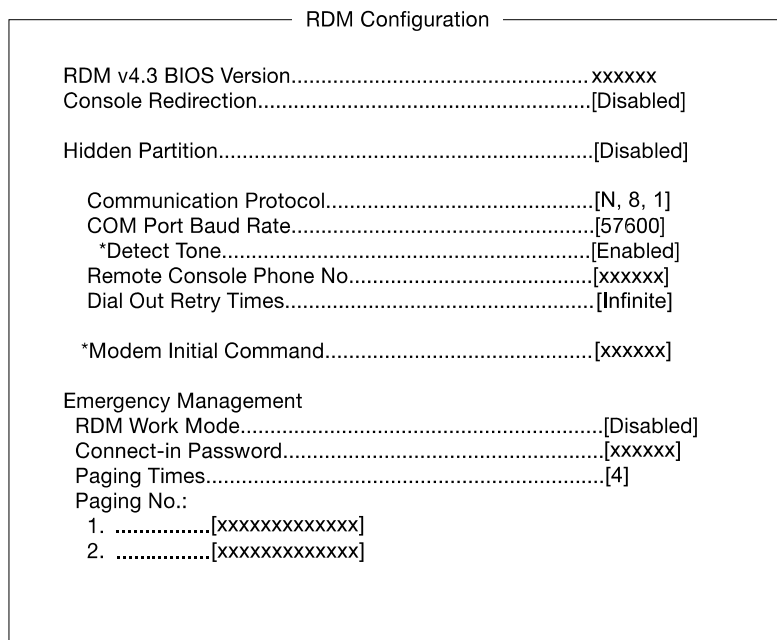 RDM Configuration
RDM v4.3 BIOS Version.................................................. xxxxxx
Console Redirection........................................................[Disabled]
Hidden Partition...............................................................[Disabled]
Communication Protocol.............................................[N, 8, 1]
COM Port Baud Rate...................................................[57600]
*Detect Tone..............................................................[Enabled]
Remote Console Phone No.........................................[xxxxxx]
Dial Out Retry Times....................................................[Infinite]
*Modem Initial Command.............................................[xxxxxx]
Emergency Management
RDM Work Mode.............................................................[Disabled]
Connect-in Password......................................................[xxxxxx]
Paging Times...................................................................[4]
Paging No.:
1. ................[xxxxxxxxxxxxx]
2. ................[xxxxxxxxxxxxx]